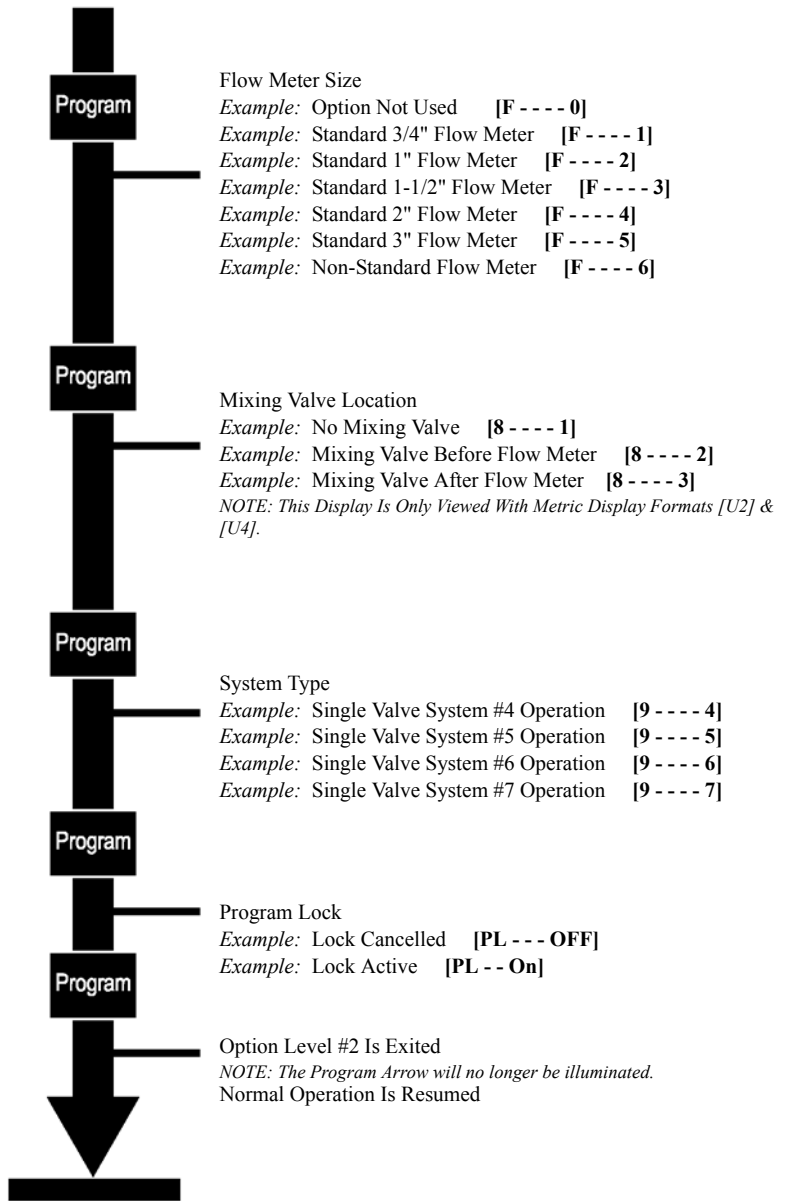 Program
Flow Meter Size
Example: Option Not Used [F - - - - 0]
Example: Standard 3/4" Flow Meter [F - - - - 1]
Example: Standard 1" Flow Meter [F - - - - 2]
Example: Standard 1-1/2" Flow Meter [F - - - - 3]
Example: Standard 2" Flow Meter [F - - - - 4]
Example: Standard 3" Flow Meter [F - - - - 5]
Example: Non-Standard Flow Meter [F - - - - 6]
Program
Mixing Valve Location
Example: No Mixing Valve [8 - - - - 1]
Example: Mixing Valve Before Flow Meter [8 - - - - 2]
Example: Mixing Valve After Flow Meter [8 - - - - 3]
NOTE: This Display Is Only Viewed With Metric Display Formats [U2] &
[U4].
Program
System Type
Example: Single Valve System #4 Operation [9 - - - - 4]
Example: Single Valve System #5 Operation [9 - - - - 5]
Example: Single Valve System #6 Operation [9 - - - - 6]
Example: Single Valve System #7 Operation [9 - - - - 7]
Program
Program Lock
Example: Lock Cancelled [PL - - - OFF]
Example: Lock Active [PL - - On]
Program
Option Level #2 Is Exited
NOTE: The Program Arrow will no longer be illuminated.
Normal Operation Is Resumed